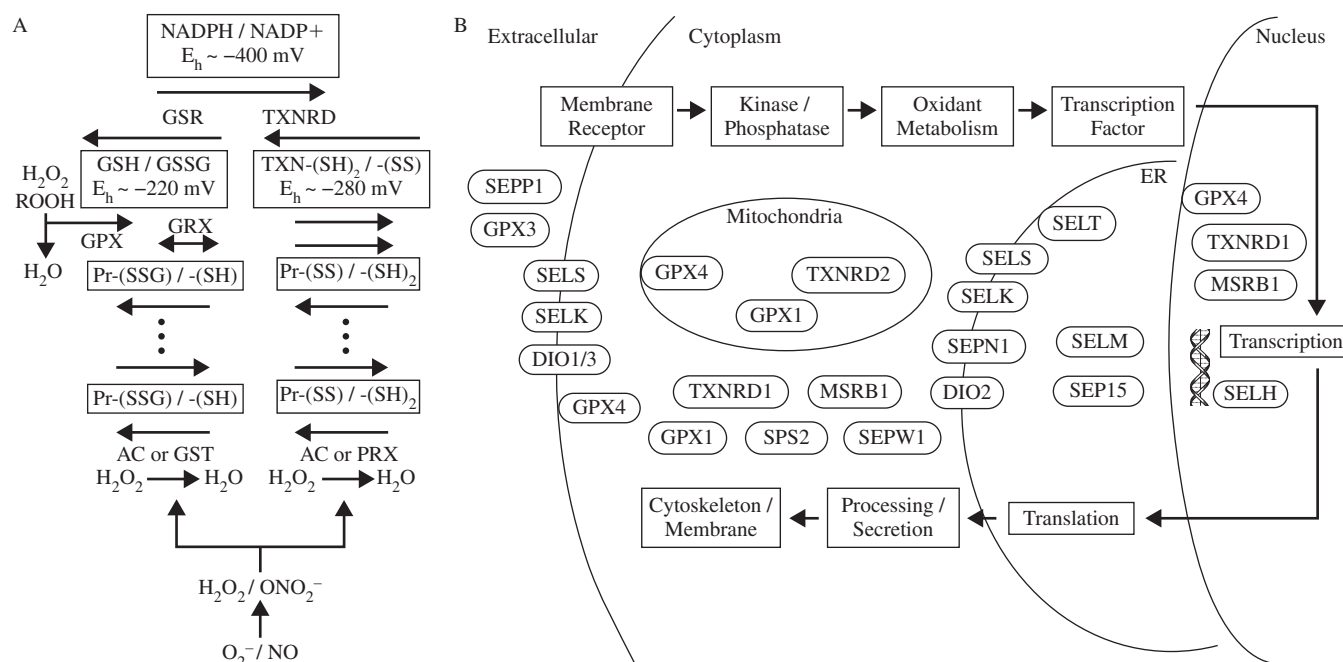 A
NADPH / NADP+
E_h ~ −400 mV
GSR
TXNRD
GSH / GSSG
E_h ~ −220 mV
TXN-(SH)_2 / -(SS)
E_h ~ −280 mV
H_2O_2
ROOH
GPX
GRX
H_2O
Pr-(SSG) / -(SH)
Pr-(SS) / -(SH)_2
Pr-(SSG) / -(SH)
Pr-(SS) / -(SH)_2
AC or GST
H_2O_2
H_2O
AC or PRX
H_2O_2
H_2O
H_2O_2 / ONO_2^−
O_2^− / NO
B
Extracellular
Cytoplasm
Nucleus
Membrane
Receptor
Kinase /
Phosphatase
Oxidant
Metabolism
Transcription
Factor
SEPP1
GPX3
SELS
SELK
DIO1/3
GPX4
Mitochondria
GPX4
TXNRD2
GPX1
TXNRD1
MSRB1
GPX1
SPS2
SEPW1
ER
SELT
SELS
SELK
SEPN1
DIO2
SELM
SEP15
GPX4
TXNRD1
MSRB1
Transcription
SELH
Cytoskeleton /
Membrane
Processing /
Secretion
Translation